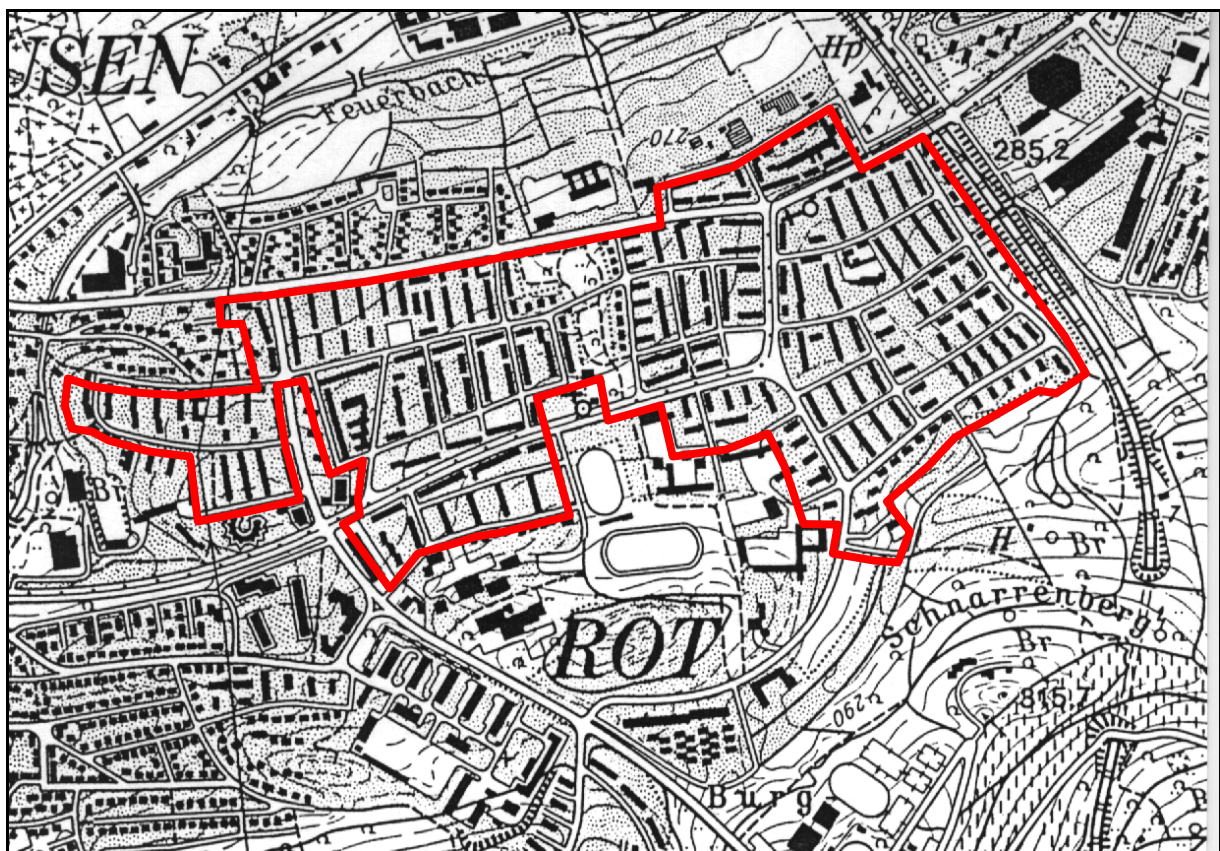 USEN
Hp
Feuerbach
270
285,2
Br
H
Br
Schnarrenberg
ROT
Br
315,7
290
Burg